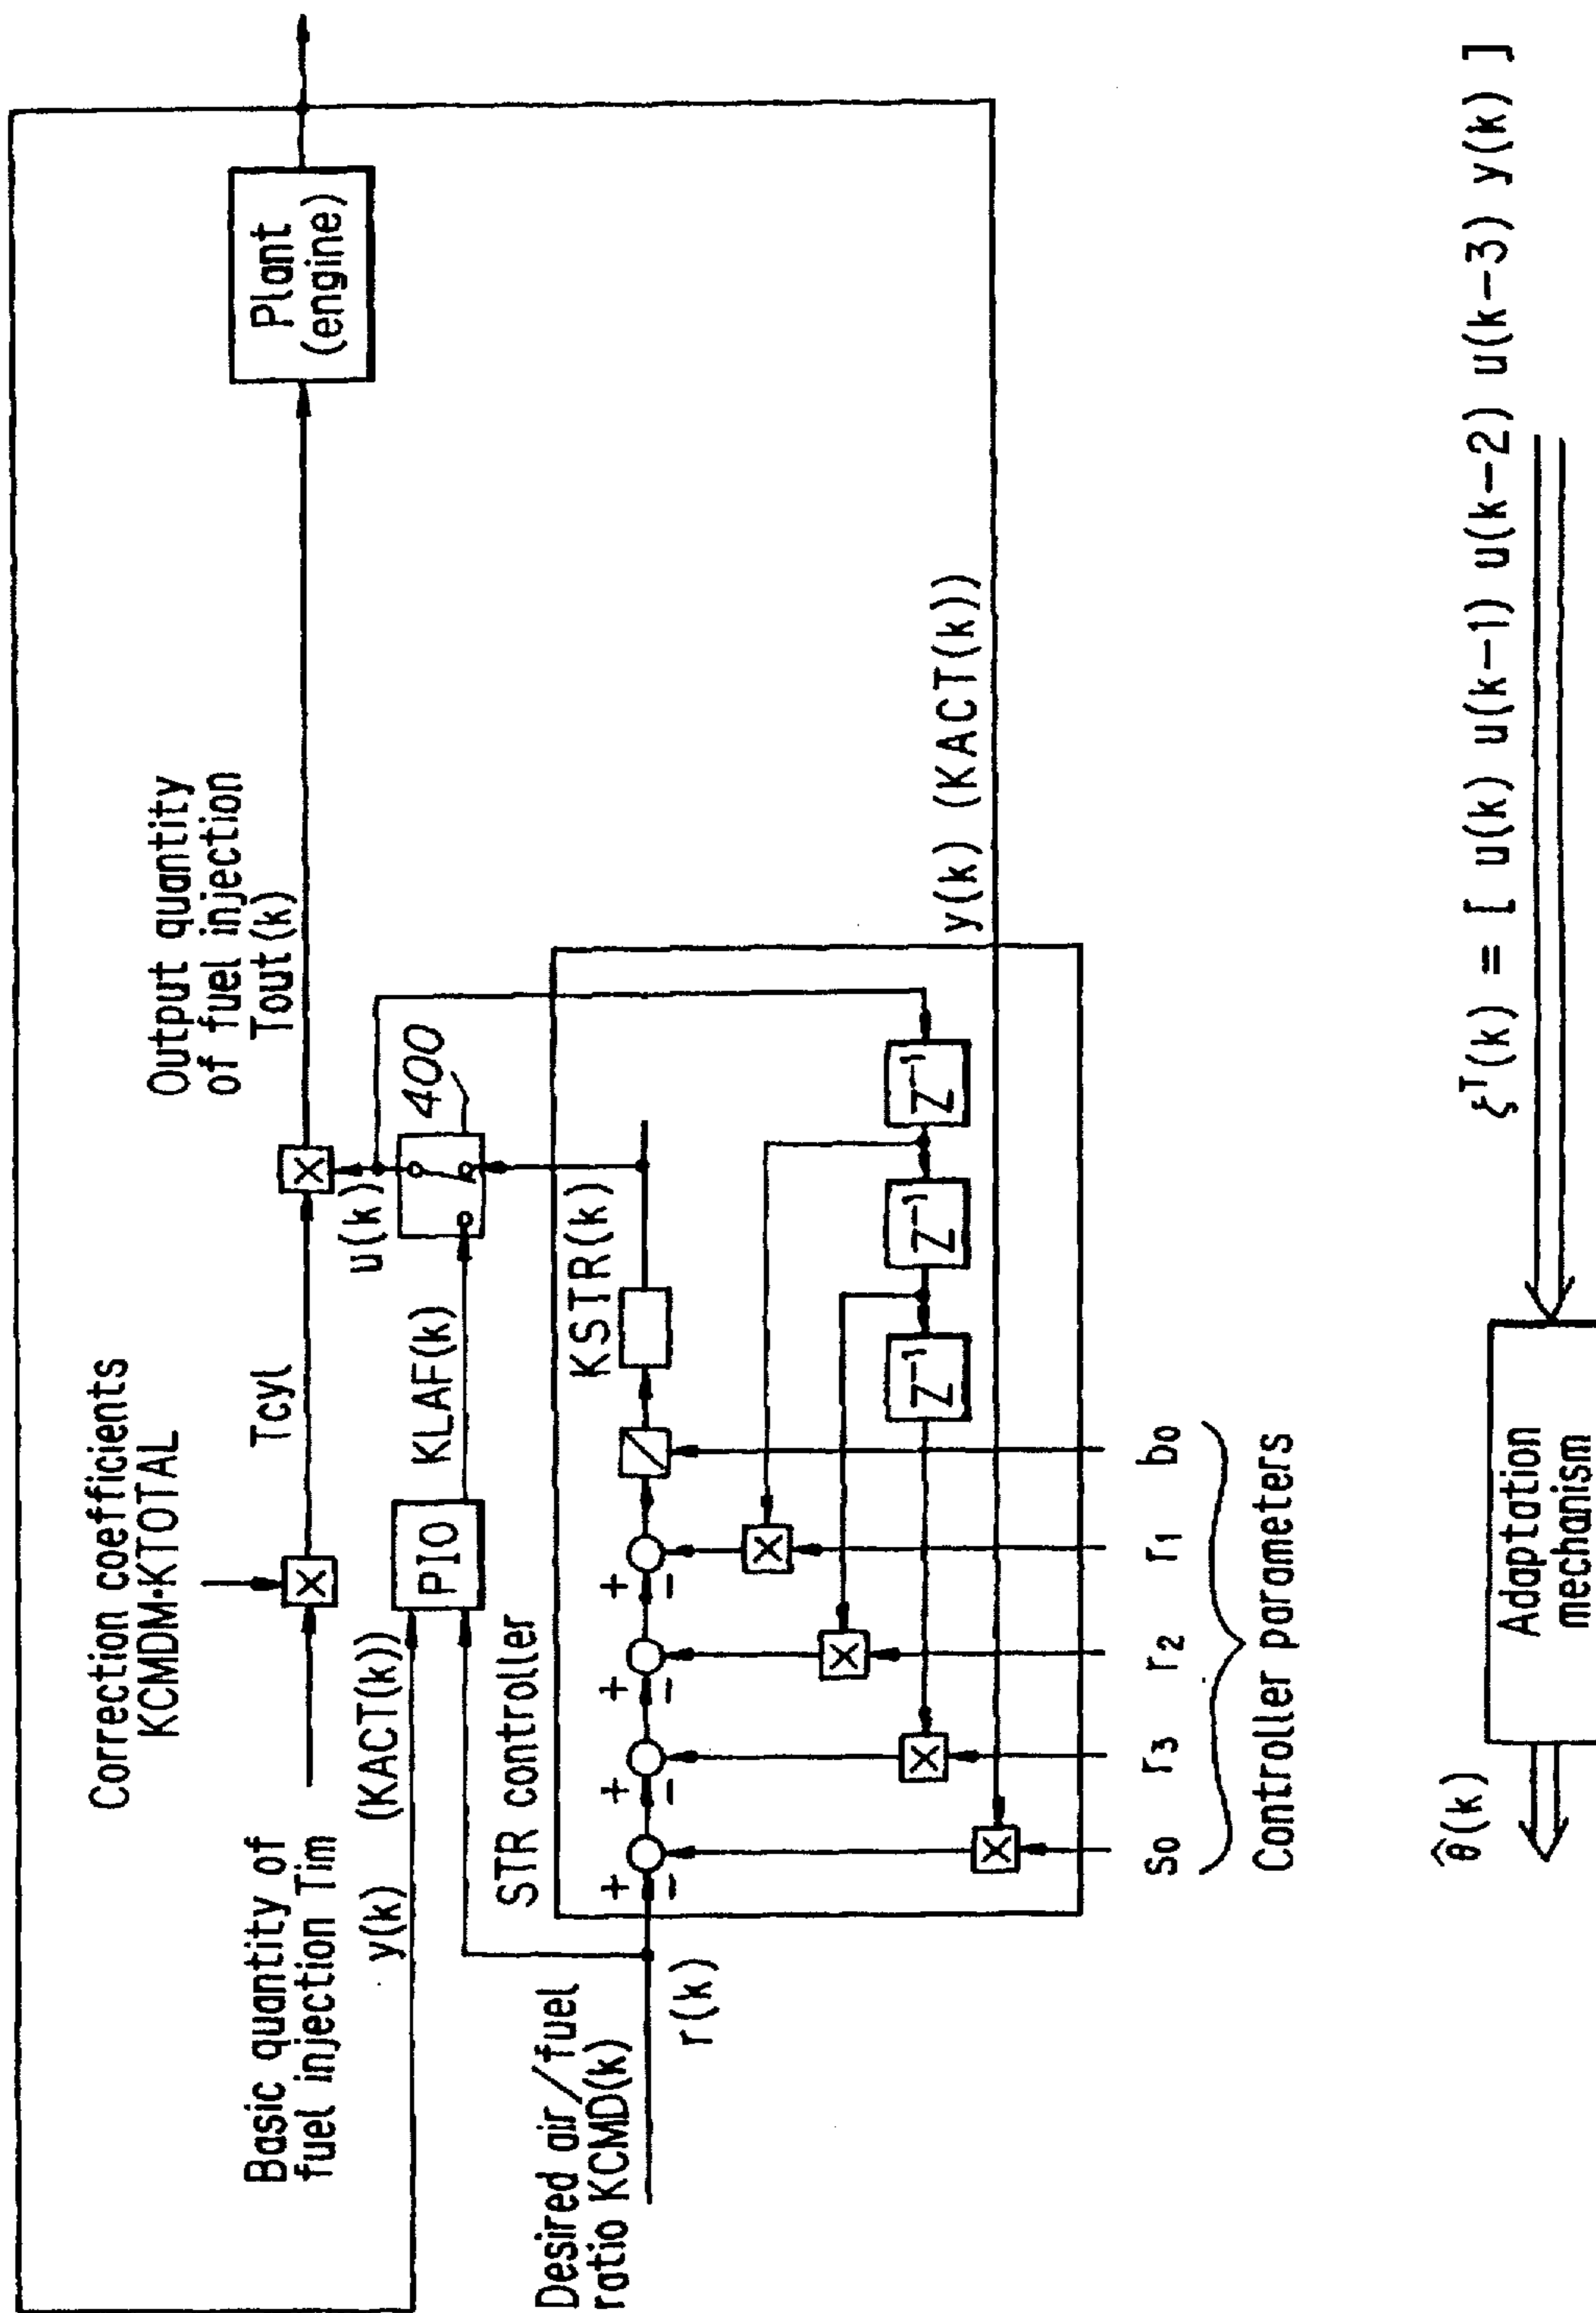 Correction coefficients
KCMDM·KTOTAL
Output quantity
of fuel injection
Tout(k)
Basic quantity of
fuel injection Tim
Tcyl
×
×
Plant
(engine)
u(k)
400
y(k) (KACT(k))
PIO
KLAF(k)
STR controller
KSTR(k)
Desired air/fuel
ratio KCMD(k)
r(k)
+ + + +
− − − −
×
×
×
×
Z⁻¹
Z⁻¹
Z⁻¹
y(k) (KACT(k))
s₀ r₃ r₂ r₁ b₀
Controller parameters
θ̂(k)
Adaptation
mechanism
ξᵀ(k) = [ u(k) u(k−1) u(k−2) u(k−3) y(k) ]